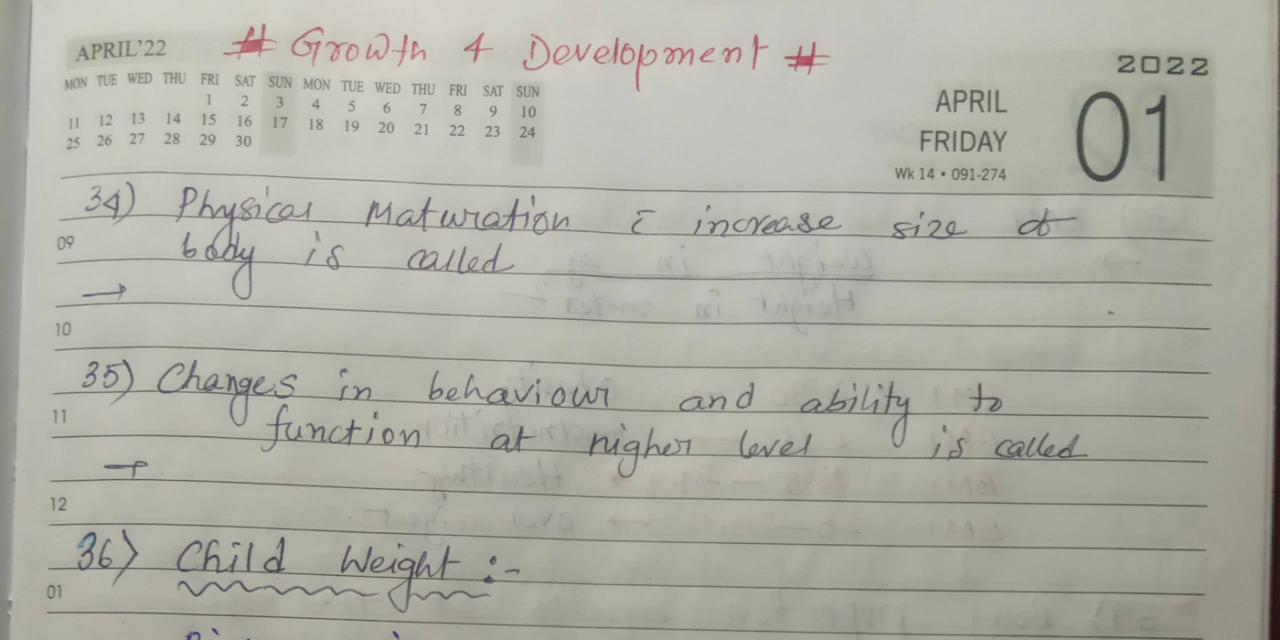 # Growth & Development #
APRIL'22
MON TUE WED THU FRI SAT SUN MON TUE WED THU FRI SAT SUN
1 2 3 4 5 6 7 8 9 10
11 12 13 14 15 16 17 18 19 20 21 22 23 24
25 26 27 28 29 30
2022
APRIL
FRIDAY
01
Wk 14 • 091-274
34) Physical Maturation c̄ increase size of
09
body is called
→
10
35) Changes in behaviour and ability to
11
function at higher level is called
→
12
36) Child Weight :-
01